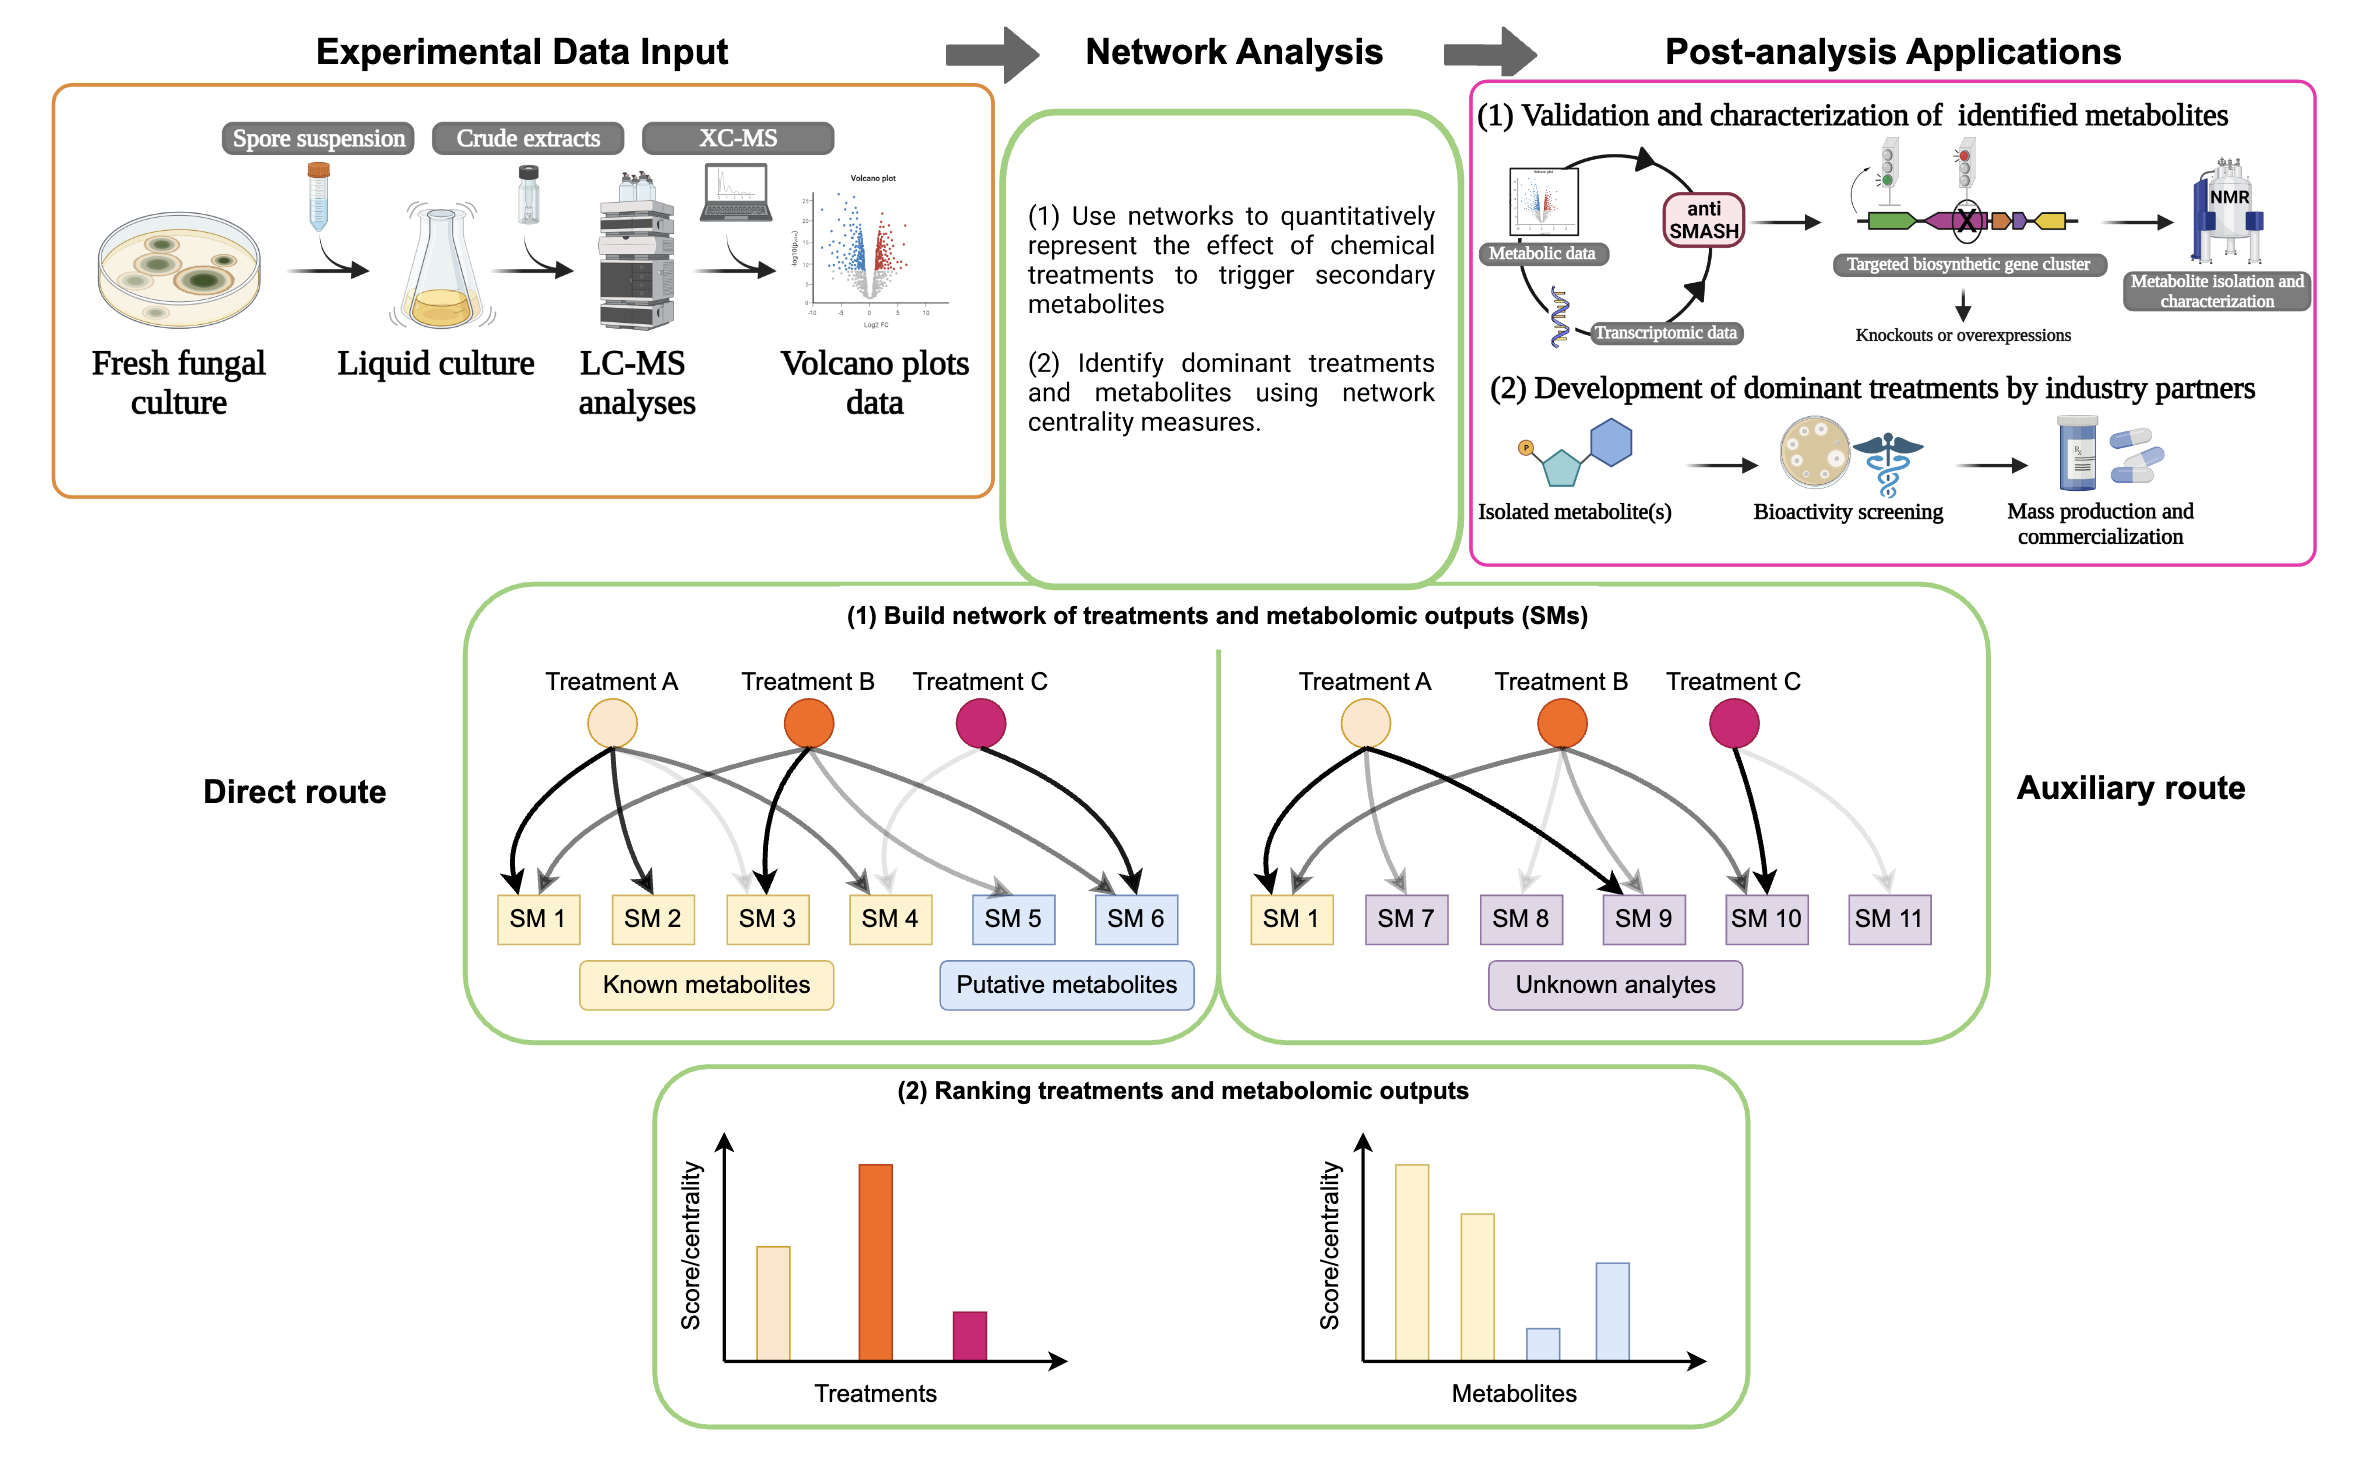 Experimental Data Input
Network Analysis
Post-analysis Applications
Spore suspension
Crude extracts
XC-MS
Volcano plot
-10
-5
0
5
10
Log2 FC
Fresh fungal
culture
Liquid culture
LC-MS
analyses
Volcano plots
data
(1) Use networks to quantitatively
represent the effect of chemical
treatments to trigger secondary
metabolites
(2) Identify dominant treatments
and metabolites using network
centrality measures.
(1) Validation and characterization of identified metabolites
Metabolic data
anti
SMASH
Transcriptomic data
X
Targeted biosynthetic gene cluster
Knockouts or overexpressions
NMR
Metabolite isolation and
characterization
(2) Development of dominant treatments by industry partners
P
Isolated metabolite(s)
Bioactivity screening
Mass production and
commercialization
(1) Build network of treatments and metabolomic outputs (SMs)
Direct route
Treatment A
Treatment B
Treatment C
SM 1
SM 2
SM 3
SM 4
SM 5
SM 6
Known metabolites
Putative metabolites
Treatment A
Treatment B
Treatment C
SM 1
SM 7
SM 8
SM 9
SM 10
SM 11
Unknown analytes
Auxiliary route
(2) Ranking treatments and metabolomic outputs
Score/centrality
Treatments
Score/centrality
Metabolites